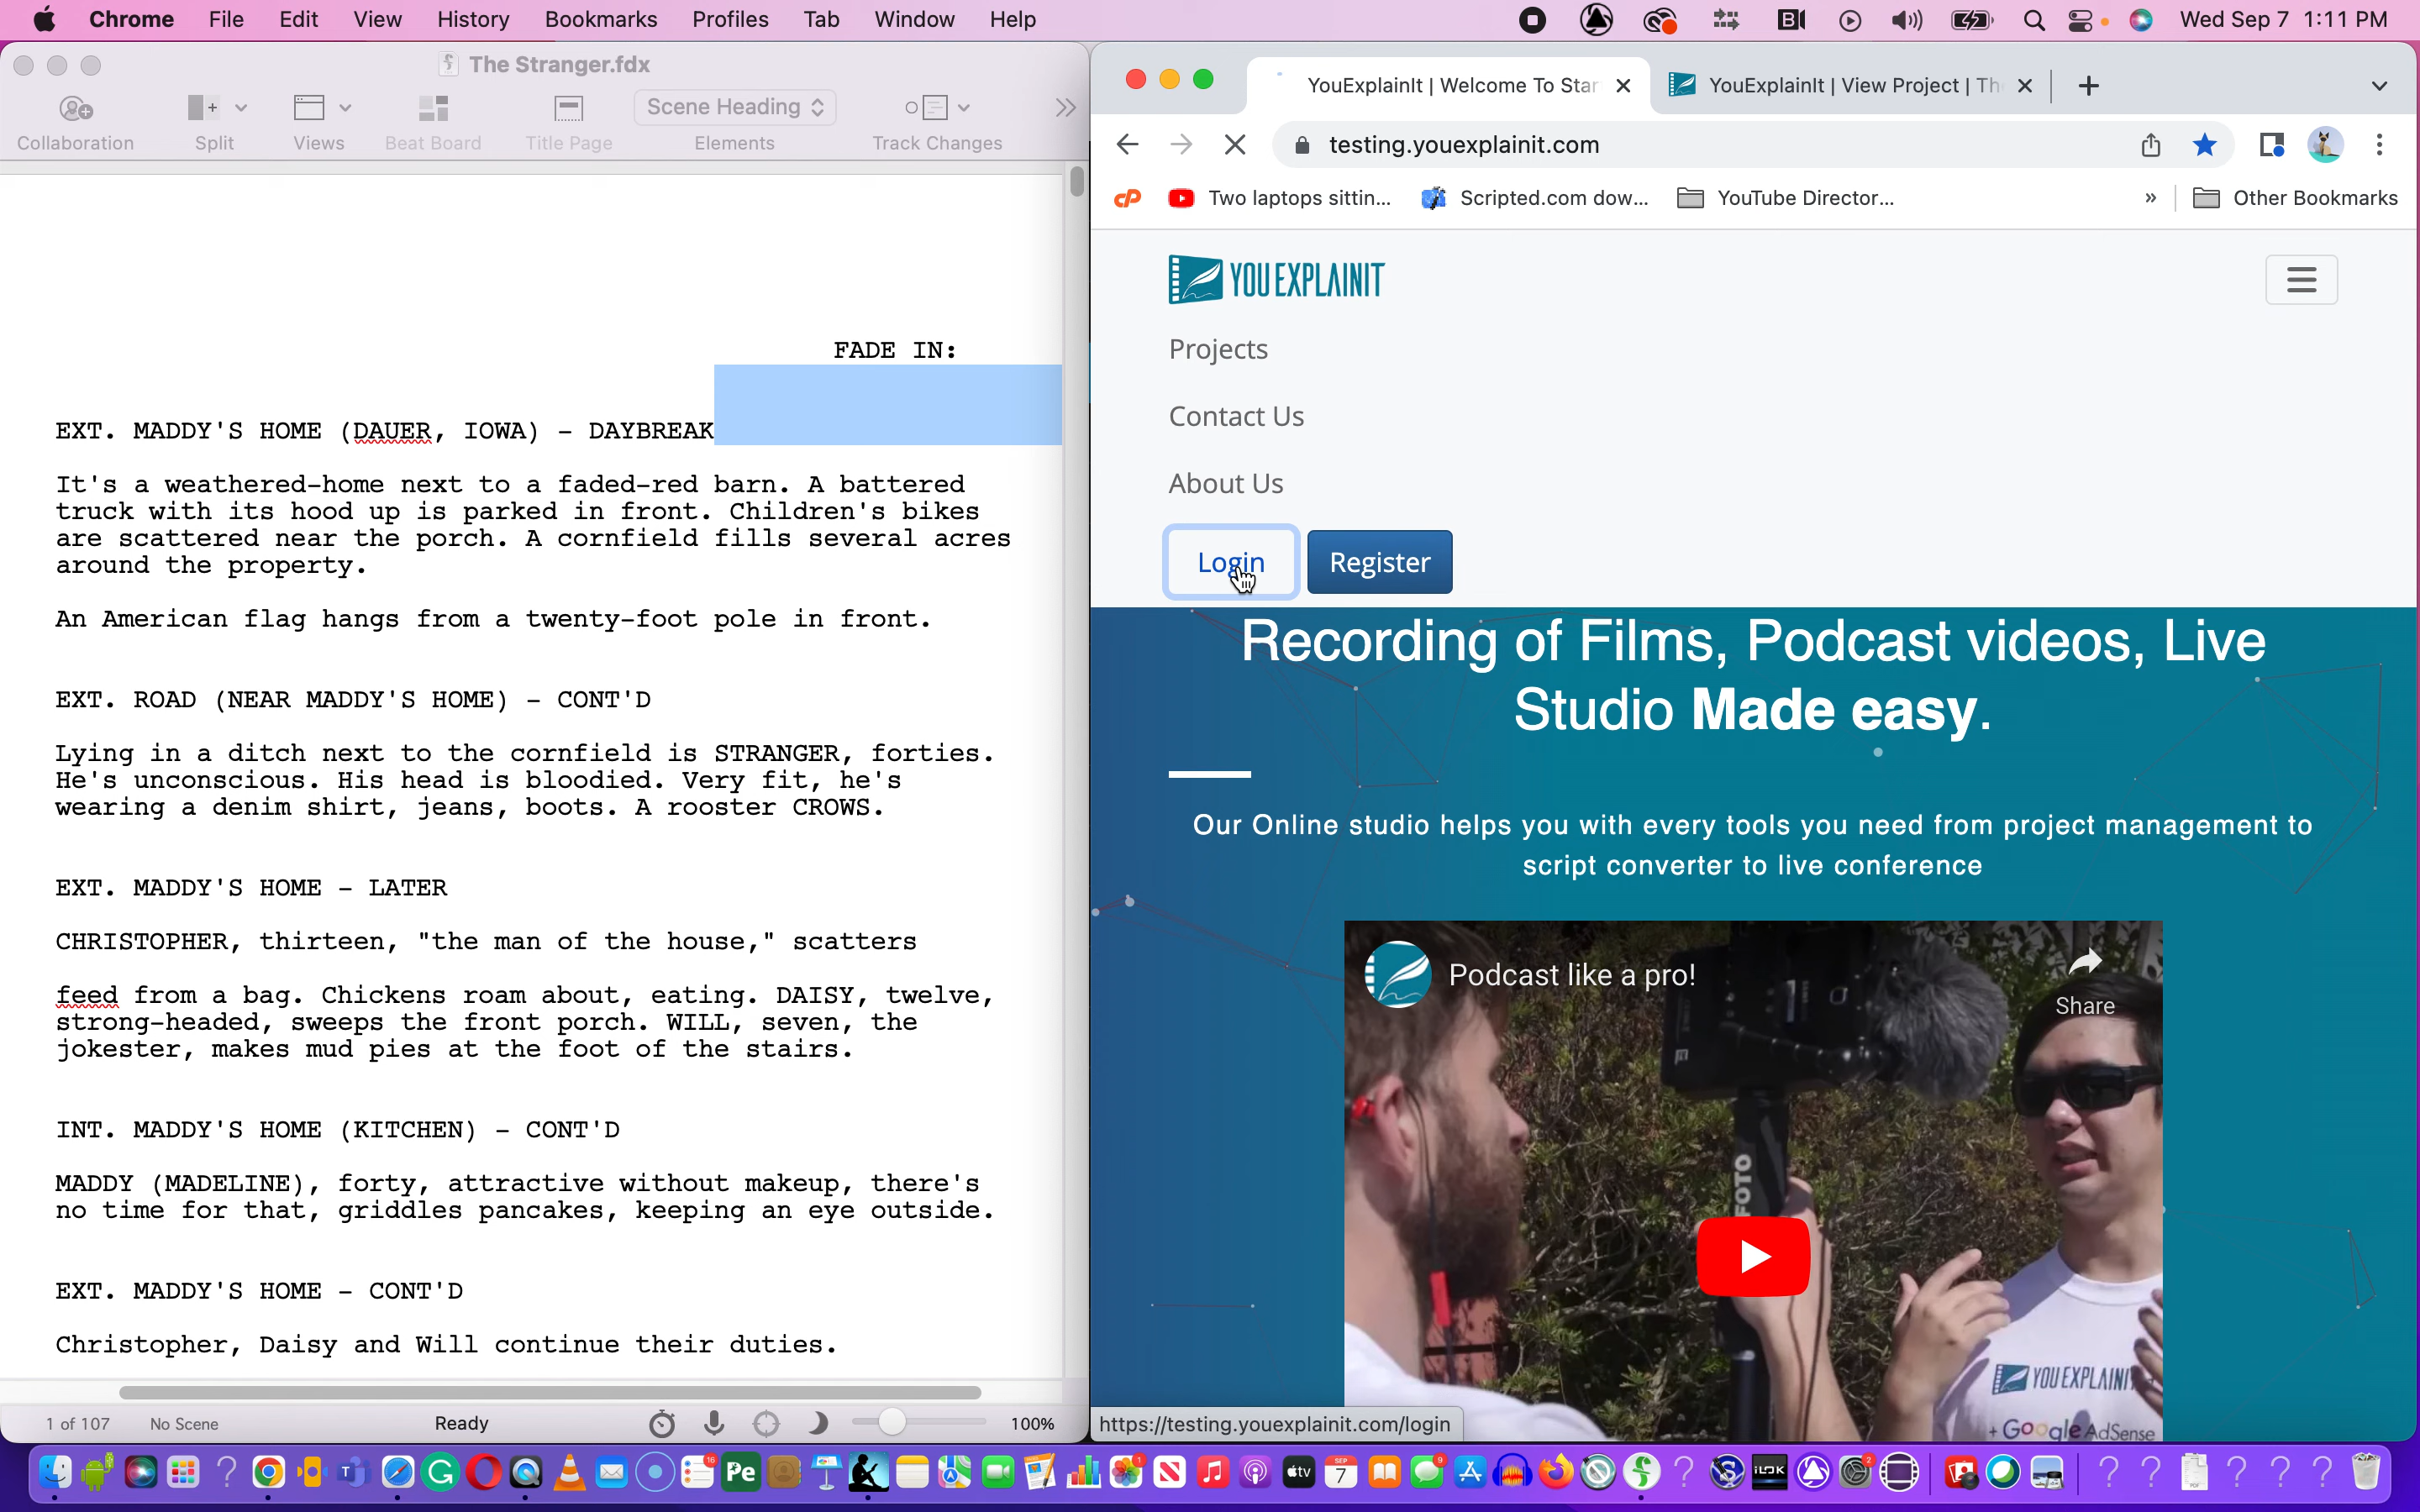 Chrome File Edit View History Bookmarks Profiles Tab Window Help
Wed Sep 7 1:11 PM
The Stranger.fdx
Scene Heading
Collaboration Split Views Beat Board Title Page Elements Track Changes
FADE IN:
EXT. MADDY'S HOME (DAUER, IOWA) - DAYBREAK
It's a weathered-home next to a faded-red barn. A battered
truck with its hood up is parked in front. Children's bikes
are scattered near the porch. A cornfield fills several acres
around the property.
An American flag hangs from a twenty-foot pole in front.
EXT. ROAD (NEAR MADDY'S HOME) - CONT'D
Lying in a ditch next to the cornfield is STRANGER, forties.
He's unconscious. His head is bloodied. Very fit, he's
wearing a denim shirt, jeans, boots. A rooster CROWS.
EXT. MADDY'S HOME - LATER
CHRISTOPHER, thirteen, "the man of the house," scatters
feed from a bag. Chickens roam about, eating. DAISY, twelve,
strong-headed, sweeps the front porch. WILL, seven, the
jokester, makes mud pies at the foot of the stairs.
INT. MADDY'S HOME (KITCHEN) - CONT'D
MADDY (MADELINE), forty, attractive without makeup, there's
no time for that, griddles pancakes, keeping an eye outside.
EXT. MADDY'S HOME - CONT'D
Christopher, Daisy and Will continue their duties.
1 of 107 No Scene Ready 100%
YouExplainIt | Welcome To Star
YouExplainIt | View Project | Th
testing.youexplainit.com
Two laptops sittin...
Scripted.com dow...
YouTube Director...
»
Other Bookmarks
YOUEXPLAINIT
Projects
Contact Us
About Us
Login
Register
Recording of Films, Podcast videos, Live
Studio Made easy.
Our Online studio helps you with every tools you need from project management to
script converter to live conference
Podcast like a pro!
Share
FOTO
YOUEXPLAINIT
+ Google AdSense
https://testing.youexplainit.com/login